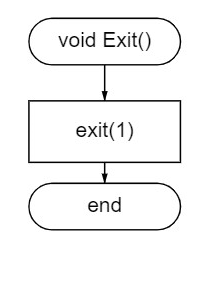 void Exit()
exit(1)
end